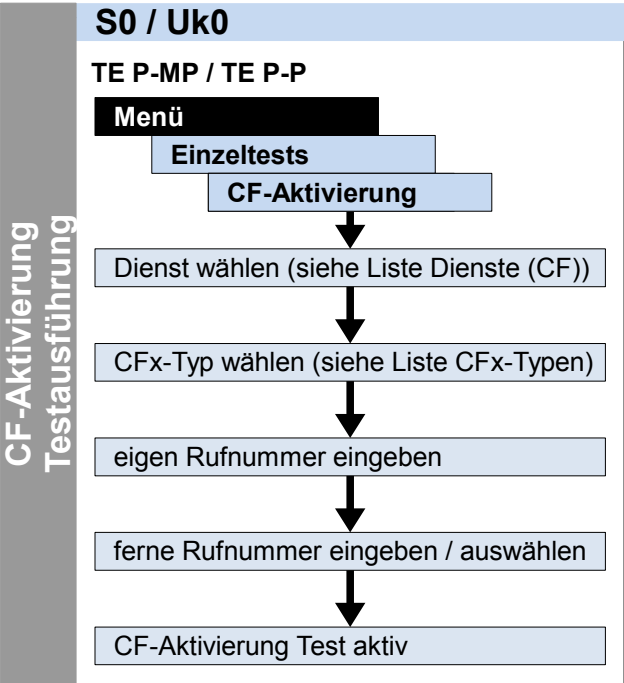 S0 / Uk0
TE P-MP / TE P-P
Menü
Einzeltests
CF-Aktivierung
Dienst wählen (siehe Liste Dienste (CF))
CFx-Typ wählen (siehe Liste CFx-Typen)
eigen Rufnummer eingeben
ferne Rufnummer eingeben / auswählen
CF-Aktivierung Test aktiv
CF-Aktivierung
Testausführung